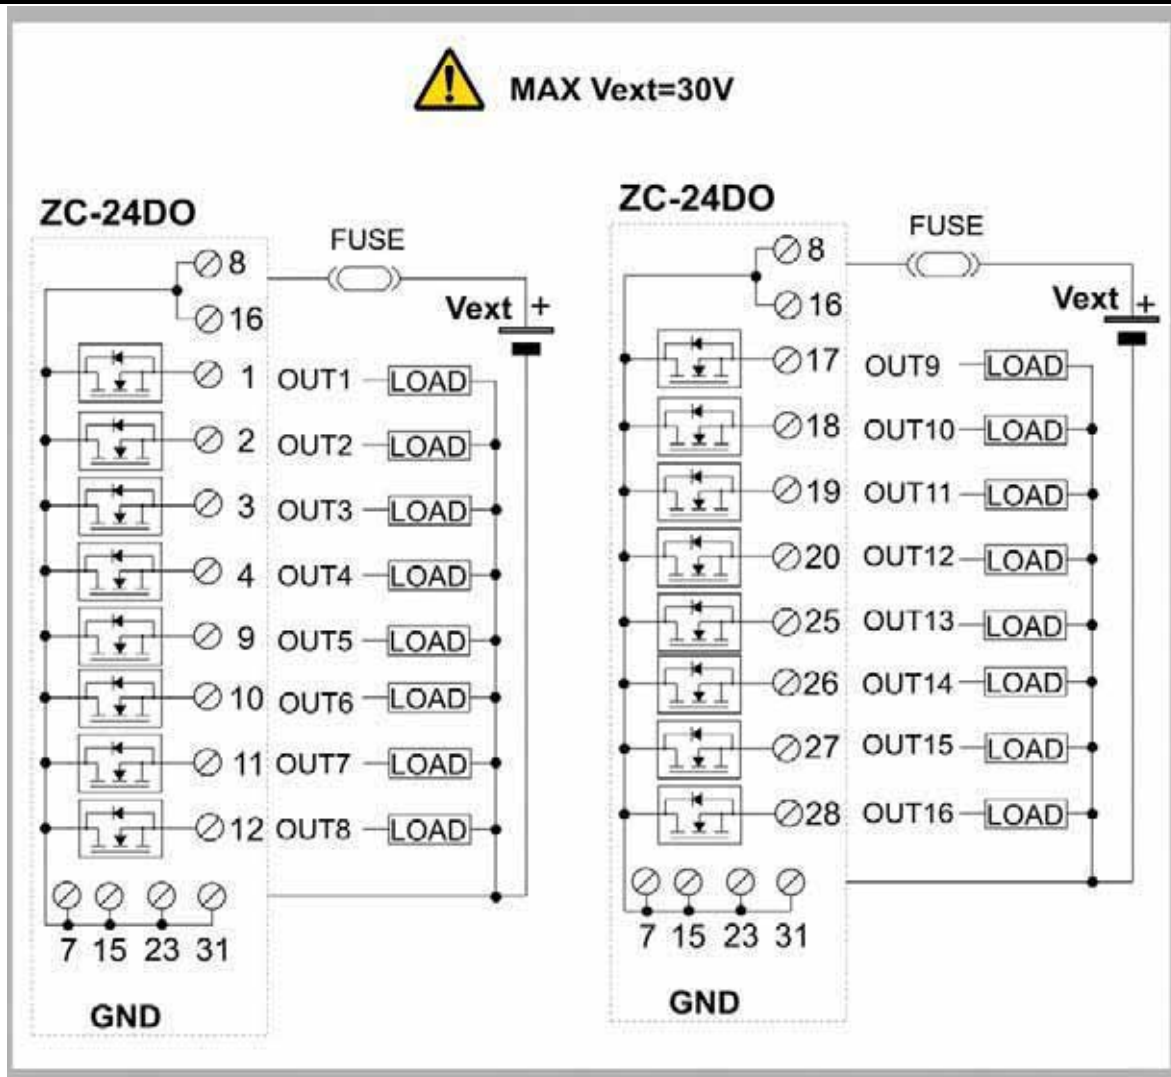 MAX Vext=30V
ZC-24DO
FUSE
8
Vext +
16
1 OUT1 LOAD
2 OUT2 LOAD
3 OUT3 LOAD
4 OUT4 LOAD
9 OUT5 LOAD
10 OUT6 LOAD
11 OUT7 LOAD
12 OUT8 LOAD
7 15 23 31
GND
ZC-24DO
FUSE
8
Vext +
16
17 OUT9 LOAD
18 OUT10 LOAD
19 OUT11 LOAD
20 OUT12 LOAD
25 OUT13 LOAD
26 OUT14 LOAD
27 OUT15 LOAD
28 OUT16 LOAD
7 15 23 31
GND